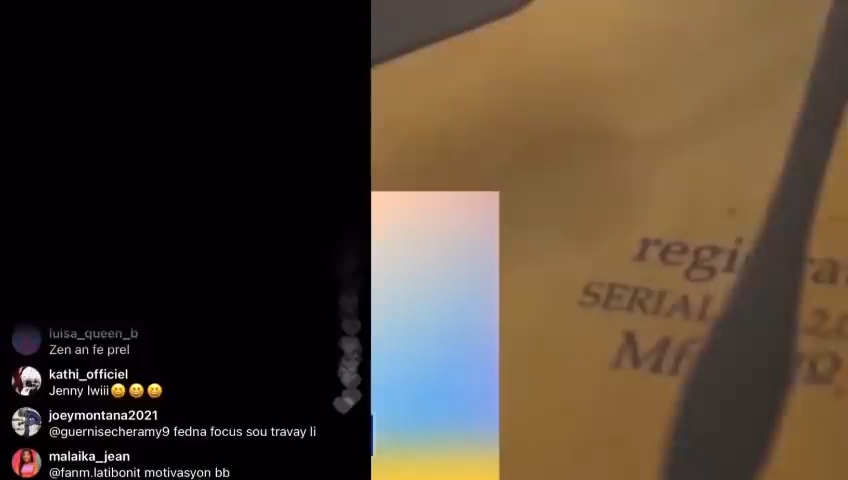 luisa_queen_b
Zen an fe prel
kathi_officiel
Jenny lwiii😄😄😄
joeymontana2021
@guernisecheramy9 fedna focus sou travay li
malaika_jean
@fanm.latibonit motivasyon bb
SERIAL